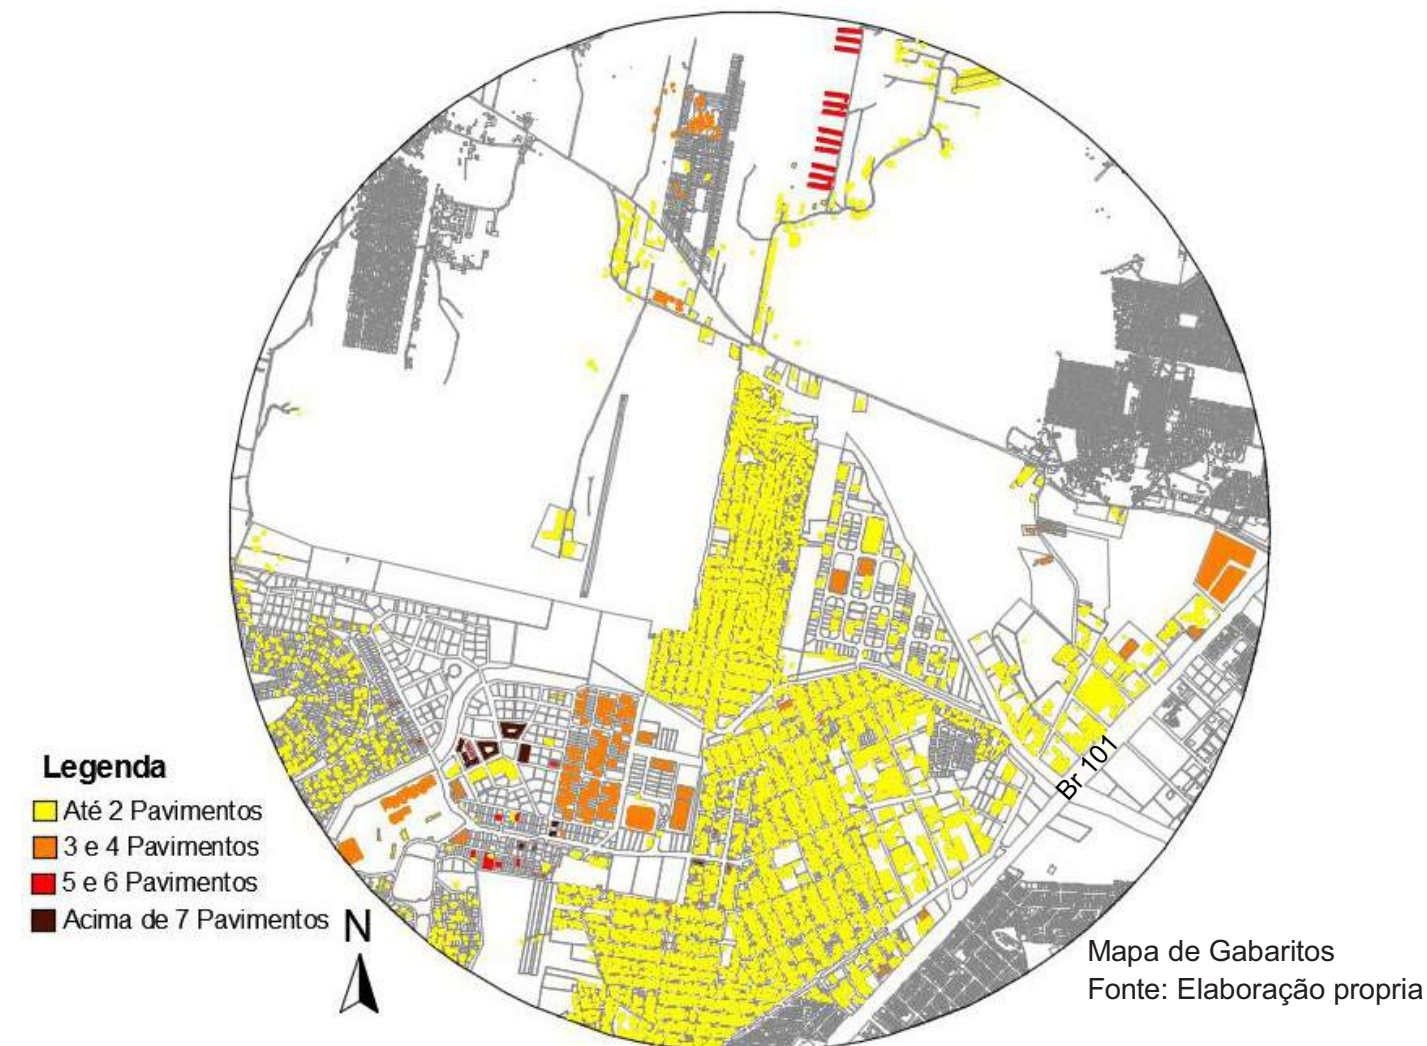 Legenda
Até 2 Pavimentos
3 e 4 Pavimentos
5 e 6 Pavimentos
Acima de 7 Pavimentos
N
Br 101
Mapa de Gabaritos
Fonte: Elaboração propria